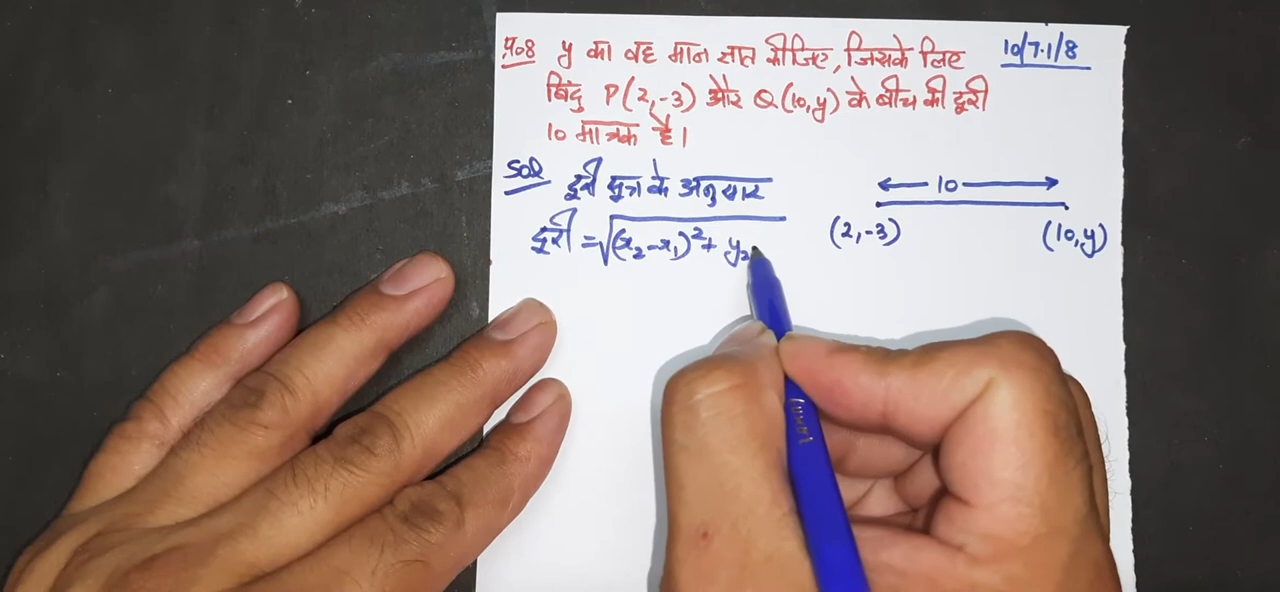 प्र०8 y का वह मान ज्ञात कीजिए, जिसके लिए
10/7.1/8
बिंदु P(2,-3) और Q(10,y) के बीच की दूरी
10 मात्रक है।
Sol
दूरी सूत्र के अनुसार
10
दूरी =√(x₂-x₁)²+ y₂
(2,-3)
(10,y)